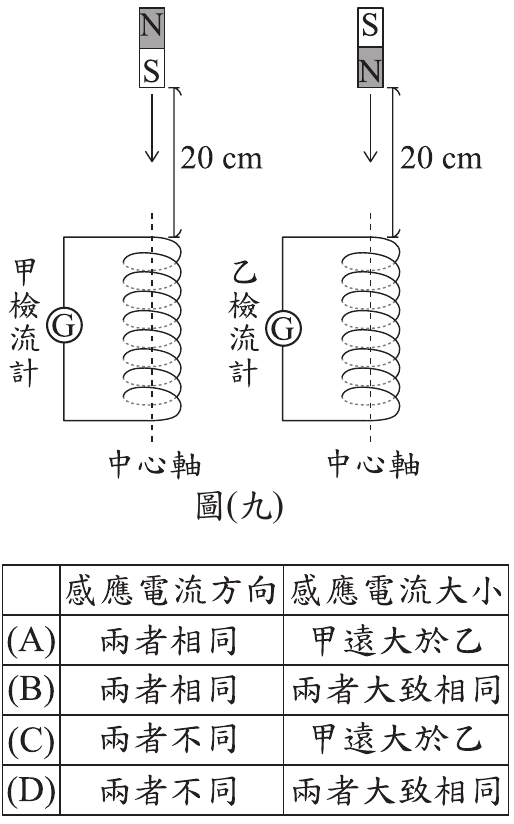 N S
S N
20 cm 20 cm
甲檢流計 G 乙檢流計 G
中心軸 中心軸
圖(九)
感應電流方向 感應電流大小
(A) 兩者相同 甲遠大於乙
(B) 兩者相同 兩者大致相同
(C) 兩者不同 甲遠大於乙
(D) 兩者不同 兩者大致相同